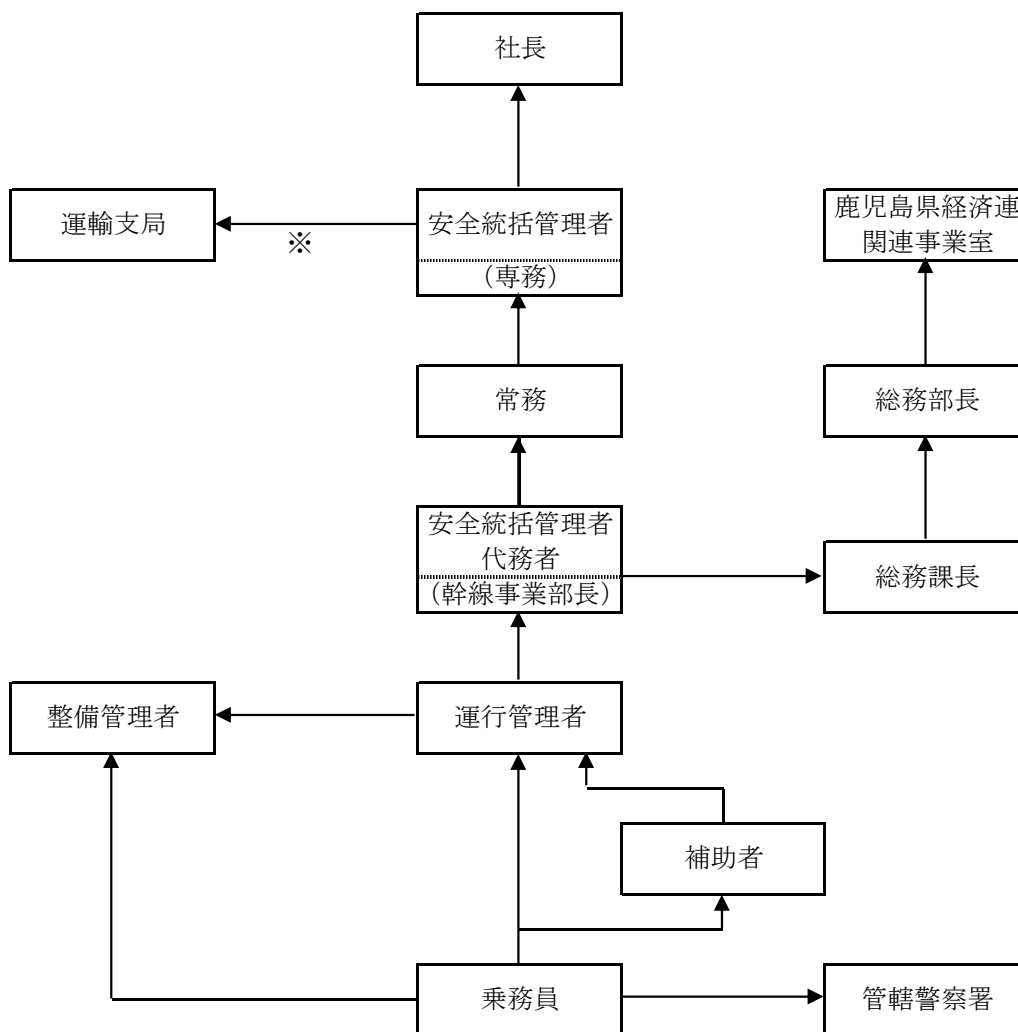 社長
運輸支局
※
安全統括管理者
(専務)
鹿児島県経済連
関連事業室
常務
総務部長
安全統括管理者
代務者
(幹線事業部長)
総務課長
整備管理者
運行管理者
補助者
乗務員
管轄警察署